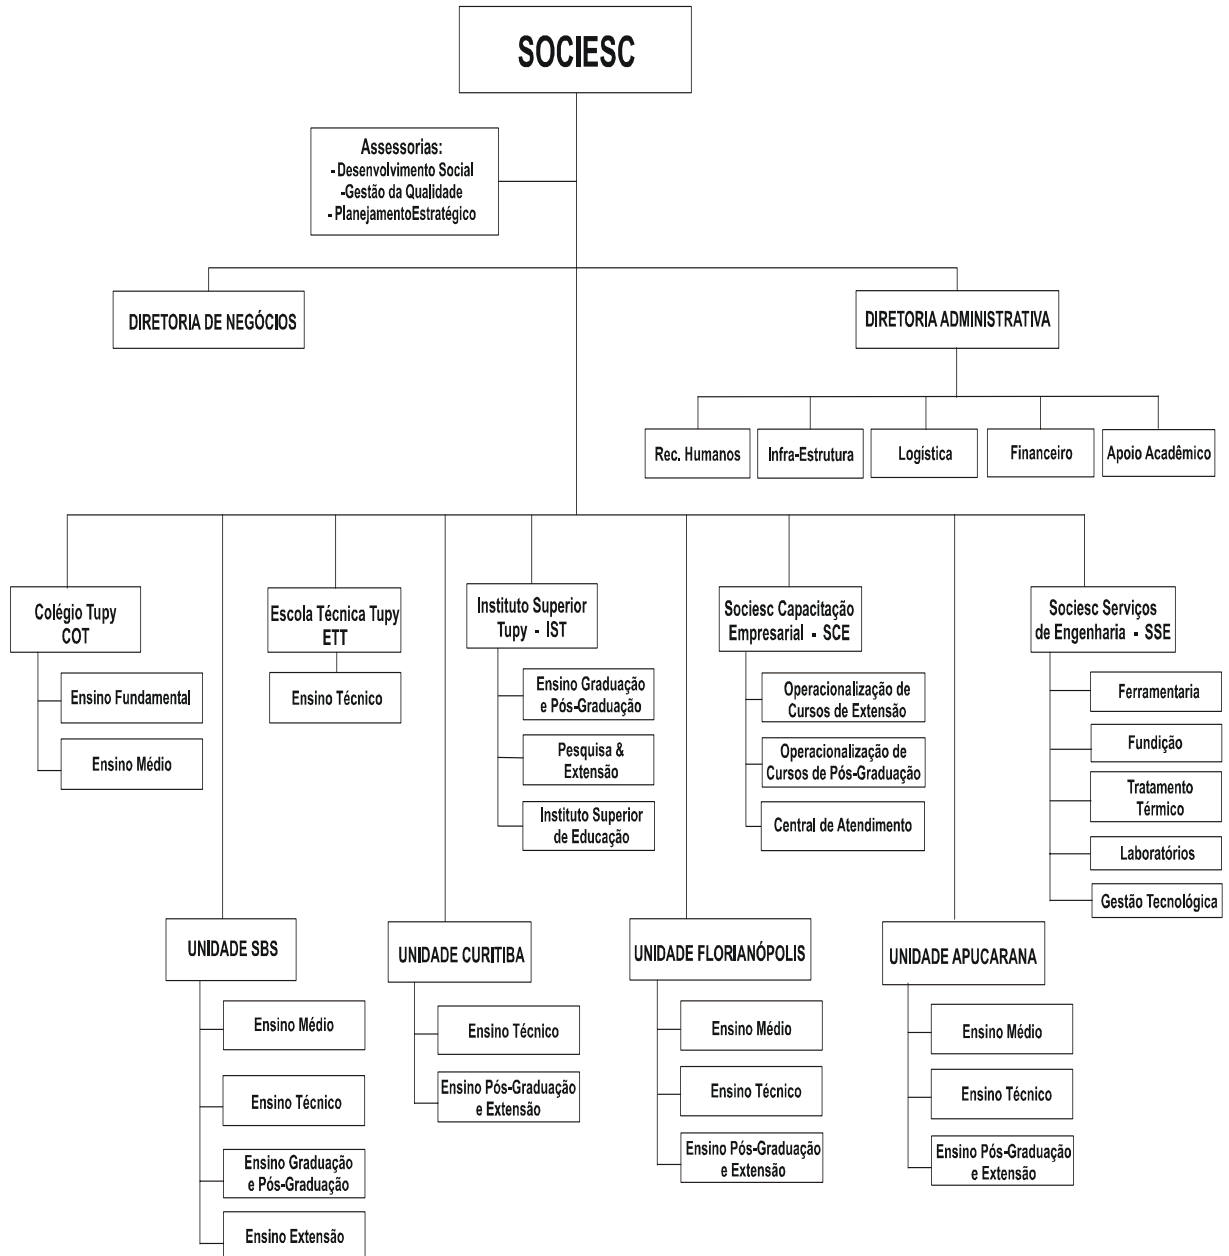 SOCIESC
Assessorias:
- Desenvolvimento Social
-Gestão da Qualidade
- PlanejamentoEstratégico
DIRETORIA DE NEGÓCIOS
DIRETORIA ADMINISTRATIVA
Rec. Humanos
Infra-Estrutura
Logística
Financeiro
Apoio Acadêmico
Colégio Tupy
COT
Ensino Fundamental
Ensino Médio
Escola Técnica Tupy
ETT
Ensino Técnico
Instituto Superior
Tupy - IST
Ensino Graduação
e Pós-Graduação
Pesquisa &
Extensão
Instituto Superior
de Educação
Sociesc Capacitação
Empresarial - SCE
Operacionalização de
Cursos de Extensão
Operacionalização de
Cursos de Pós-Graduação
Central de Atendimento
Sociesc Serviços
de Engenharia - SSE
Ferramentaria
Fundição
Tratamento
Térmico
Laboratórios
Gestão Tecnológica
UNIDADE SBS
Ensino Médio
Ensino Técnico
Ensino Graduação
e Pós-Graduação
Ensino Extensão
UNIDADE CURITIBA
Ensino Técnico
Ensino Pós-Graduação
e Extensão
UNIDADE FLORIANÓPOLIS
Ensino Médio
Ensino Técnico
Ensino Pós-Graduação
e Extensão
UNIDADE APUCARANA
Ensino Médio
Ensino Técnico
Ensino Pós-Graduação
e Extensão